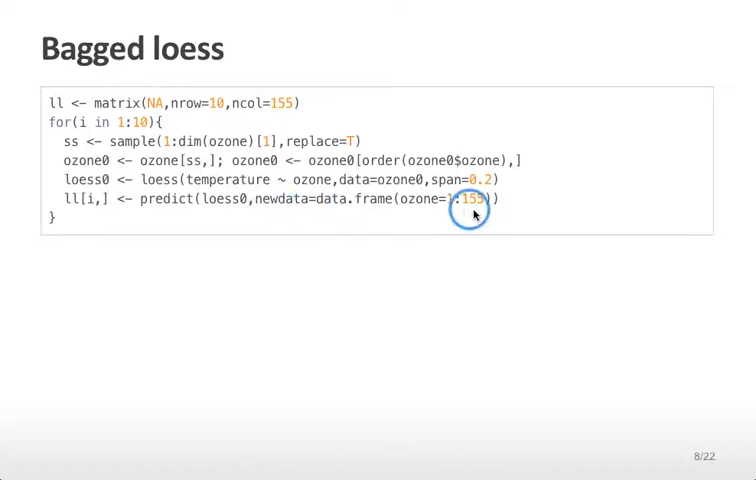 Bagged loess
ll <- matrix(NA,nrow=10,ncol=155)
for(i in 1:10){
ss <- sample(1:dim(ozone)[1],replace=T)
ozone0 <- ozone[ss,]; ozone0 <- ozone0[order(ozone0$ozone),]
loess0 <- loess(temperature ~ ozone,data=ozone0,span=0.2)
ll[i,] <- predict(loess0,newdata=data.frame(ozone=1:155))
}
8/22